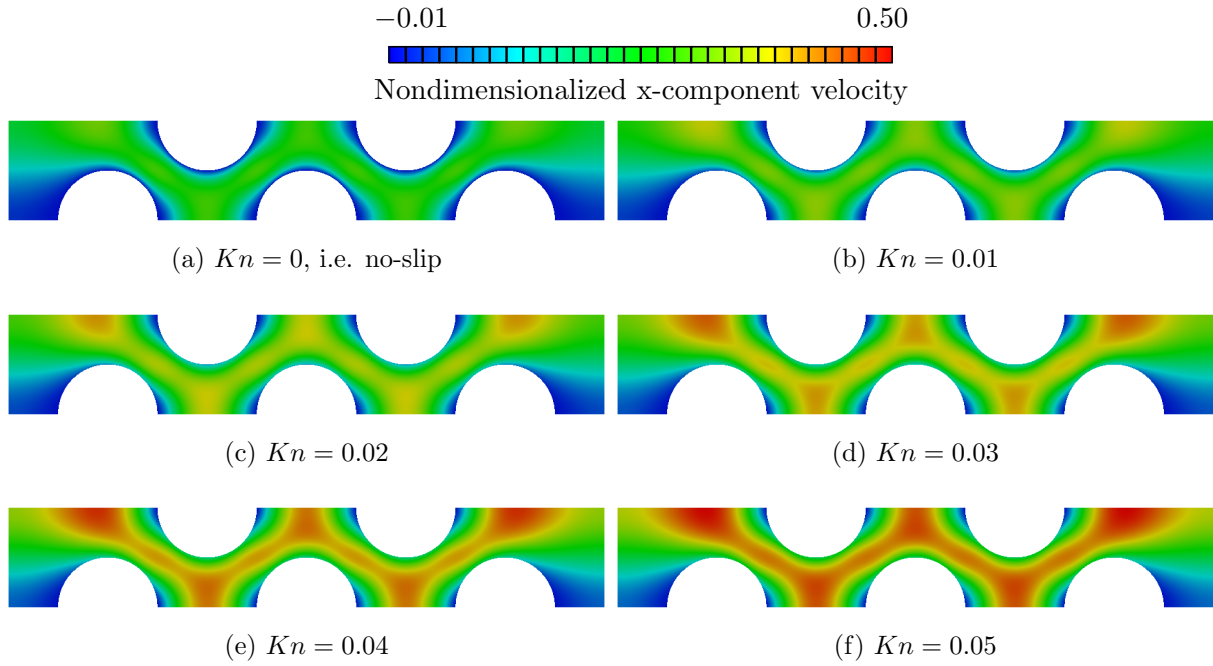 −0.01 0.50
Nondimensionalized x-component velocity
(a) Kn = 0, i.e. no-slip
(b) Kn = 0.01
(c) Kn = 0.02
(d) Kn = 0.03
(e) Kn = 0.04
(f) Kn = 0.05